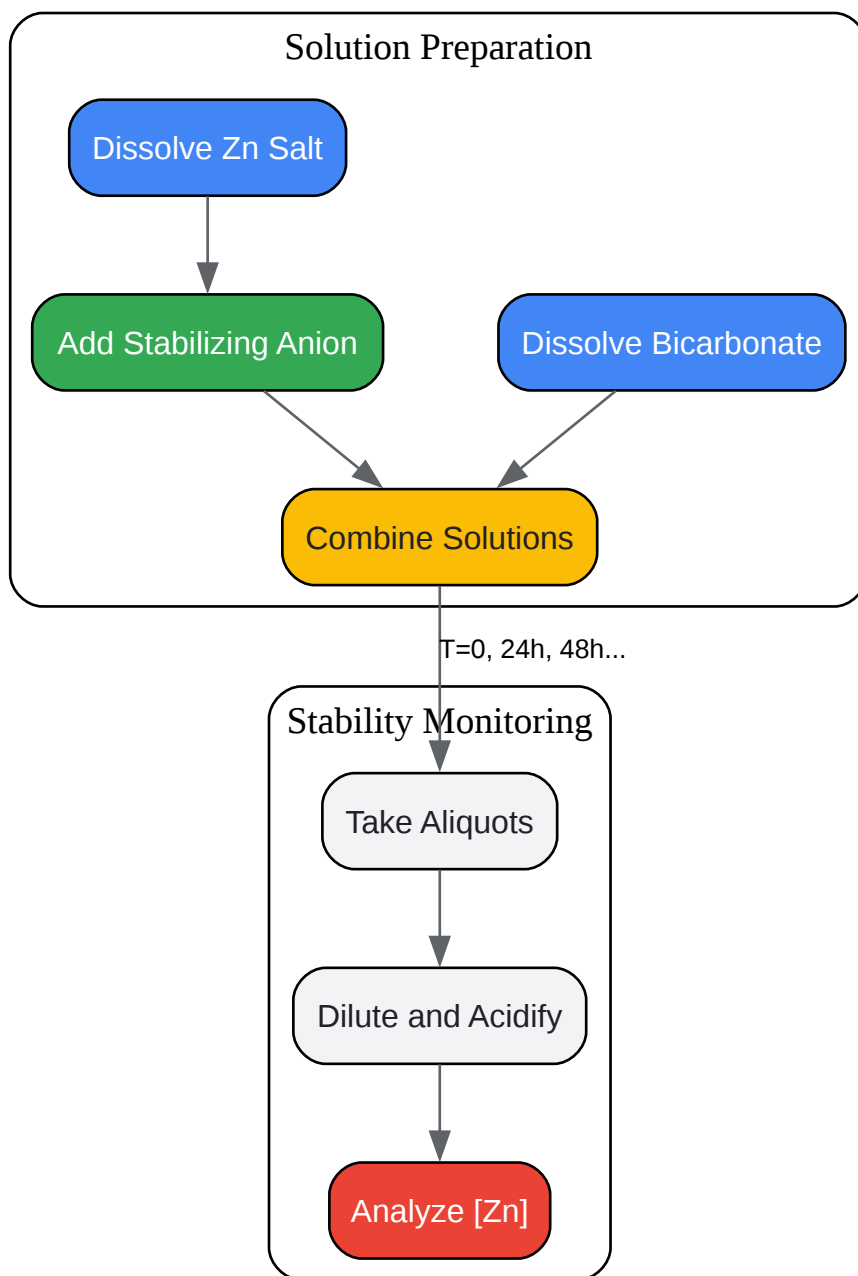 Solution Preparation
Dissolve Zn Salt
Add Stabilizing Anion
Dissolve Bicarbonate
Combine Solutions
T=0, 24h, 48h...
Stability Monitoring
Take Aliquots
Dilute and Acidify
Analyze [Zn]